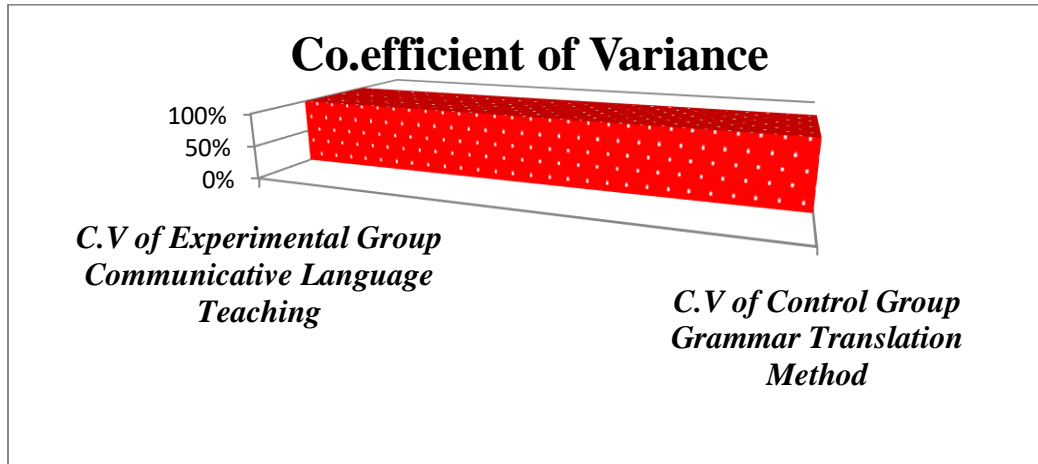 Co.efficient of Variance
100%
50%
0%
C.V of Experimental Group
Communicative Language
Teaching
C.V of Control Group
Grammar Translation
Method